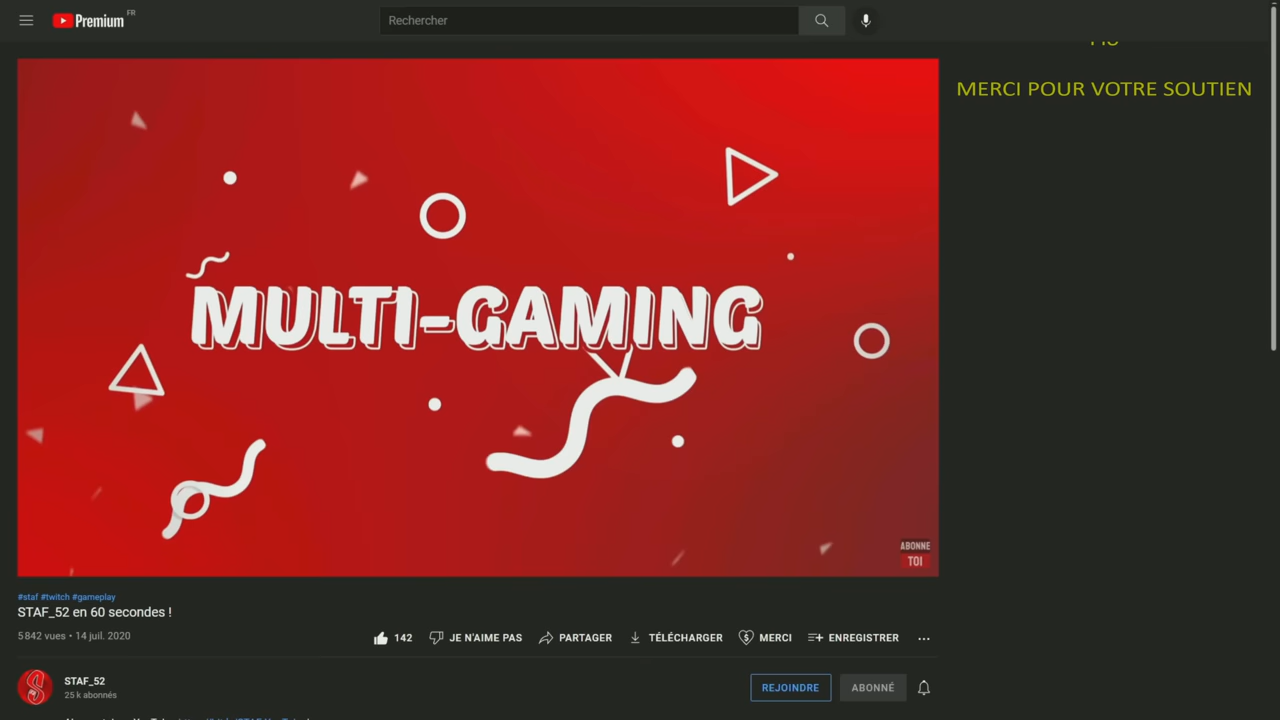 Premium FR
Rechercher
MERCI POUR VOTRE SOUTIEN
MULTI-GAMING
ABONNE
TOI
#staf #twitch #gameplay
STAF_52 en 60 secondes !
5 842 vues • 14 juil. 2020
142 JE N'AIME PAS PARTAGER TÉLÉCHARGER MERCI ENREGISTRER
STAF_52
25 k abonnés
REJOINDRE ABONNÉ